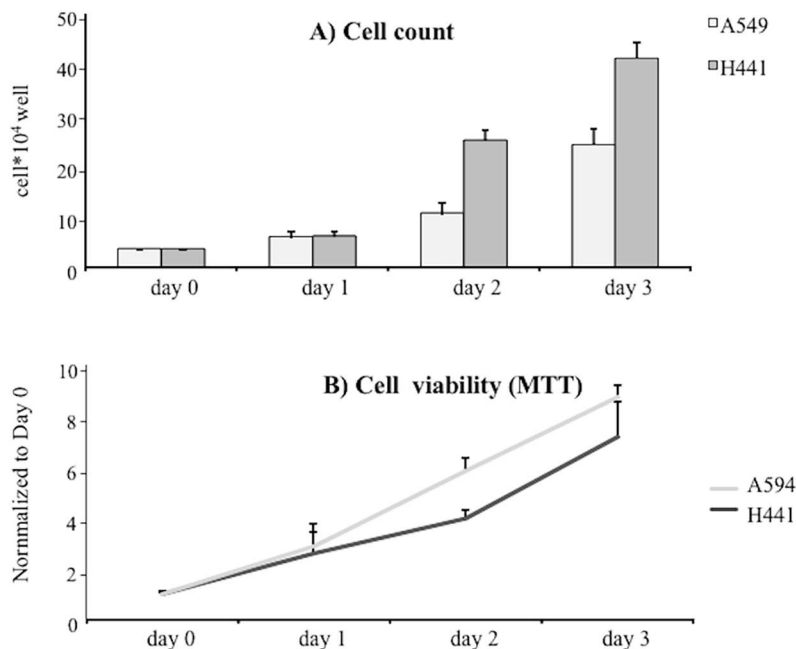 A) Cell count
A549
H441
cell*10⁴ well
50
40
30
20
10
0
day 0 day 1 day 2 day 3
B) Cell viability (MTT)
A594
H441
Nornmalized to Day 0
10
8
6
4
2
0
day 0 day 1 day 2 day 3